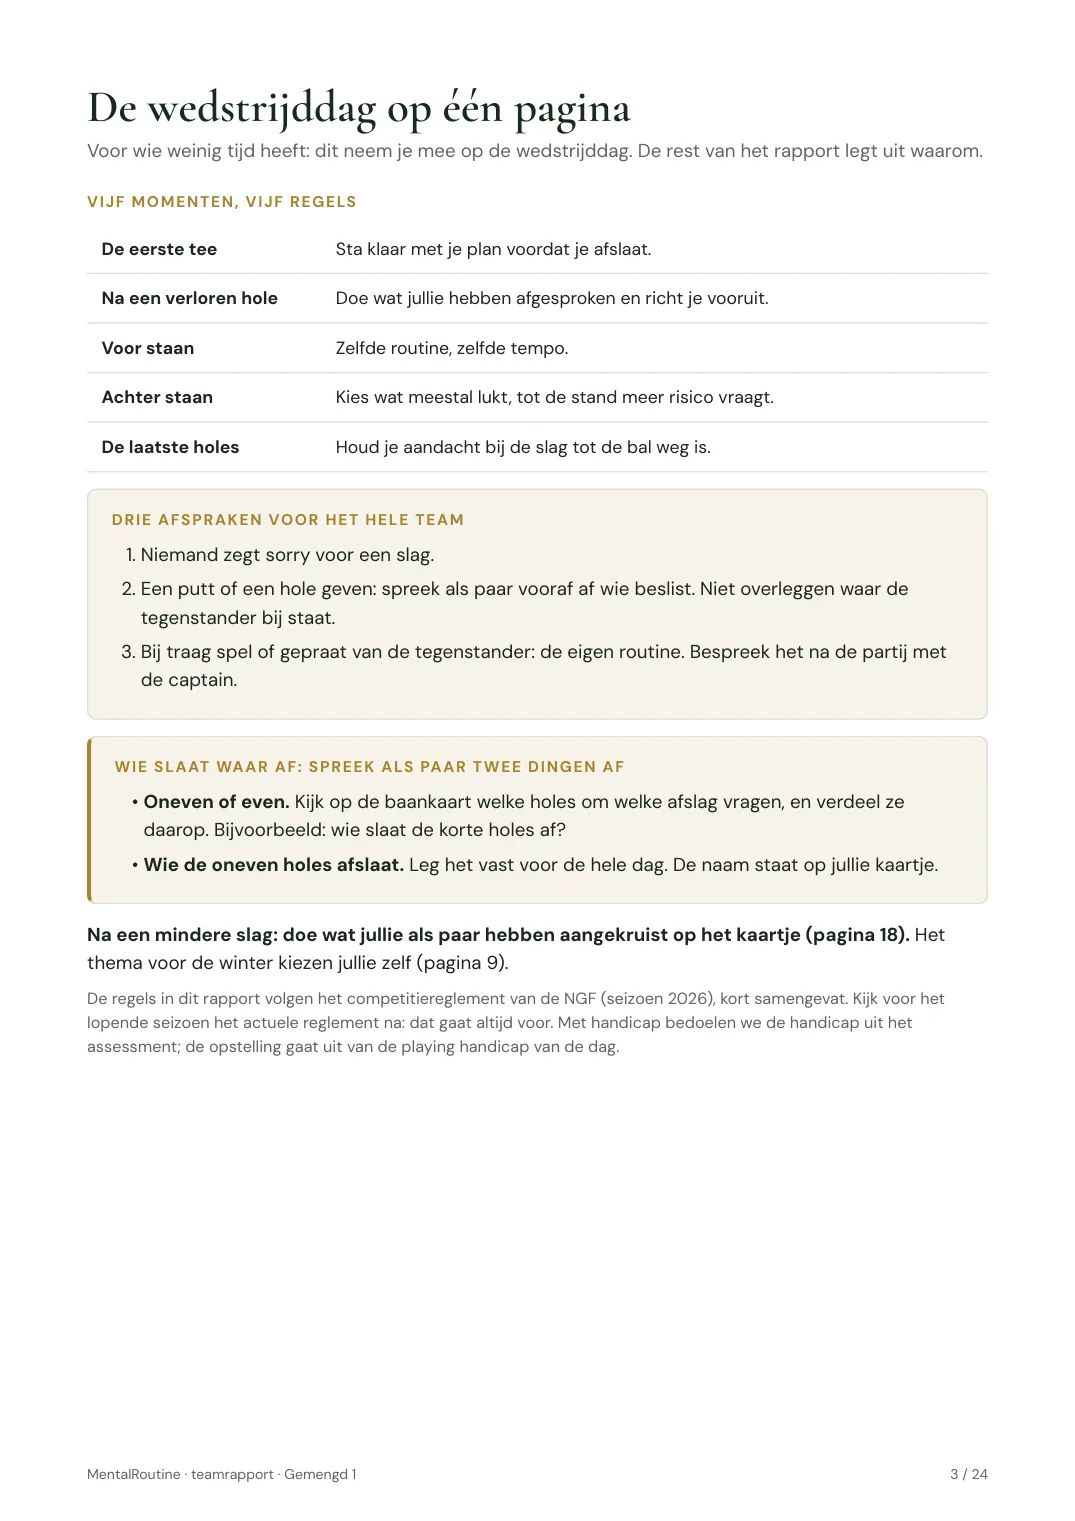 De wedstrijddag op één pagina
Voor wie weinig tijd heeft: dit neem je mee op de wedstrijddag. De rest van het rapport legt uit waarom.
VIJF MOMENTEN, VIJF REGELS
De eerste tee Sta klaar met je plan voordat je afslaat.
Na een verloren hole Doe wat jullie hebben afgesproken en richt je vooruit.
Voor staan Zelfde routine, zelfde tempo.
Achter staan Kies wat meestal lukt, tot de stand meer risico vraagt.
De laatste holes Houd je aandacht bij de slag tot de bal weg is.
DRIE AFSPRAKEN VOOR HET HELE TEAM
1. Niemand zegt sorry voor een slag.
2. Een putt of een hole geven: spreek als paar vooraf af wie beslist. Niet overleggen waar de
tegenstander bij staat.
3. Bij traag spel of gepraat van de tegenstander: de eigen routine. Bespreek het na de partij met
de captain.
WIE SLAAT WAAR AF: SPREEK ALS PAAR TWEE DINGEN AF
• Oneven of even. Kijk op de baankaart welke holes om welke afslag vragen, en verdeel ze
daarop. Bijvoorbeeld: wie slaat de korte holes af?
• Wie de oneven holes afslaat. Leg het vast voor de hele dag. De naam staat op jullie kaartje.
Na een mindere slag: doe wat jullie als paar hebben aangekruist op het kaartje (pagina 18). Het
thema voor de winter kiezen jullie zelf (pagina 9).
De regels in dit rapport volgen het competitiereglement van de NGF (seizoen 2026), kort samengevat. Kijk voor het
lopende seizoen het actuele reglement na: dat gaat altijd voor. Met handicap bedoelen we de handicap uit het
assessment; de opstelling gaat uit van de playing handicap van de dag.
MentalRoutine · teamrapport · Gemengd 1
3 / 24